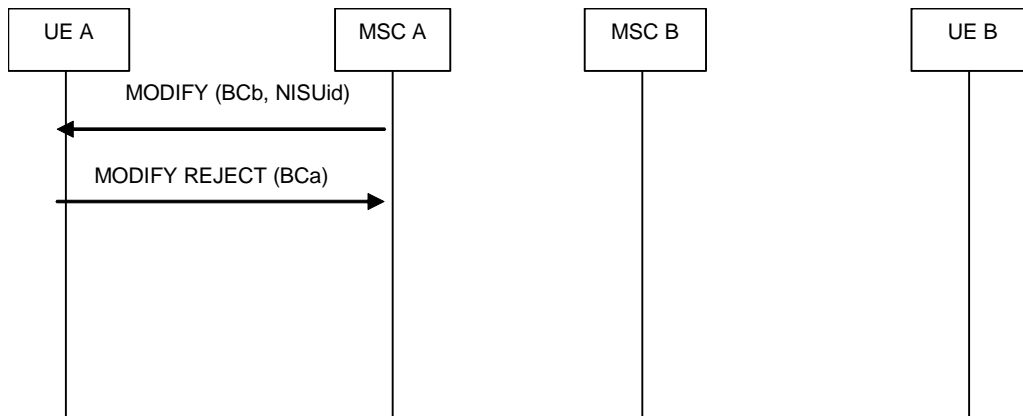 UE A
MSC A
MSC B
UE B
MODIFY (BCb, NISUid)
MODIFY REJECT (BCa)